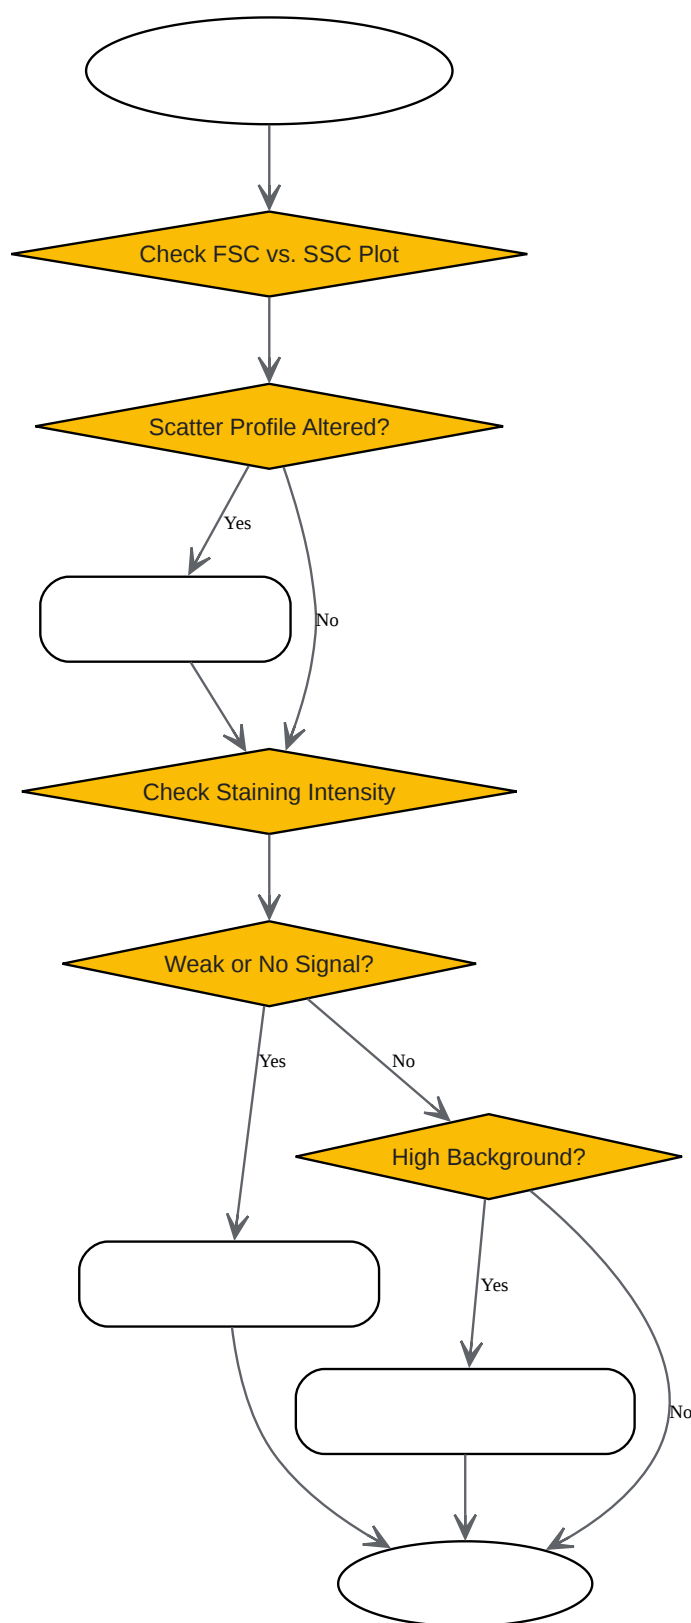 Check FSC vs. SSC Plot
Scatter Profile Altered?
Yes
No
Check Staining Intensity
Weak or No Signal?
Yes
No
High Background?
Yes
No